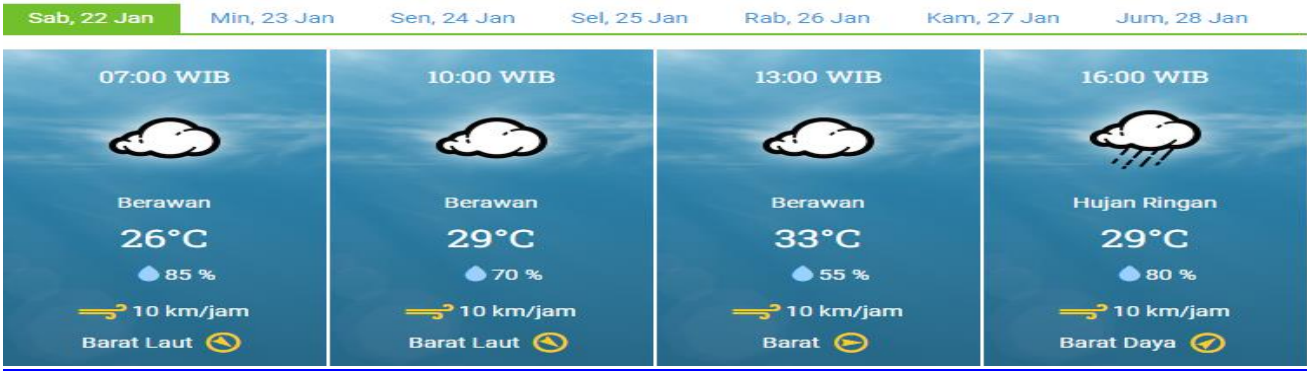 Sab, 22 Jan Min, 23 Jan Sen, 24 Jan Sel, 25 Jan Rab, 26 Jan Kam, 27 Jan Jum, 28 Jan
07:00 WIB
Berawan
26°C
85 %
10 km/jam
Barat Laut
10:00 WIB
Berawan
29°C
70 %
10 km/jam
Barat Laut
13:00 WIB
Berawan
33°C
55 %
10 km/jam
Barat
16:00 WIB
Hujan Ringan
29°C
80 %
10 km/jam
Barat Daya